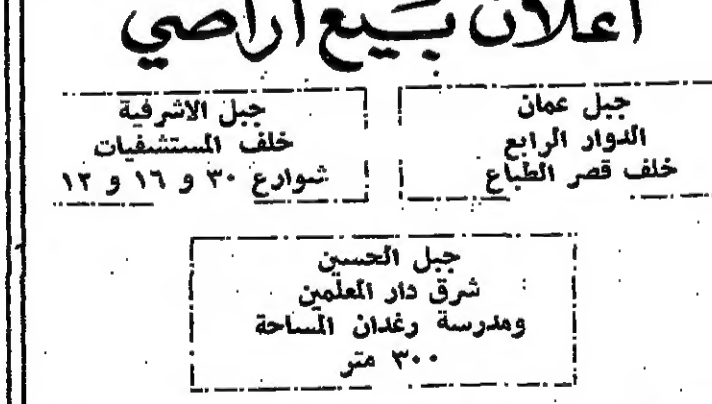 اعلان بيع اراضي
جبل عمان
الدوار الرابع
خلف قصر الطباع
جبل الاشرفية
خلف المستشفيات
شوارع ٣٠ و ١٦ و ١٢
جبل الحسين
شرق دار المعلمين
ومدرسة رغدان المساحة
٣٠٠ متر